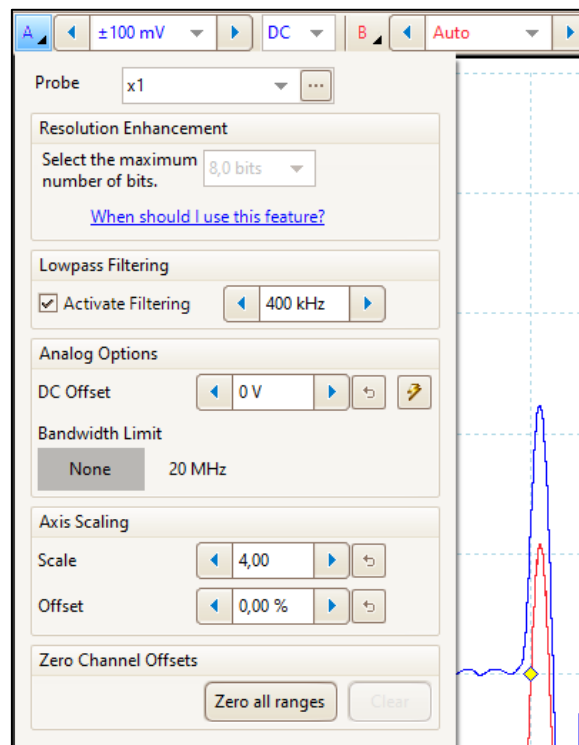 A ±100 mV DC B Auto
Probe x1 ...
Resolution Enhancement
Select the maximum
number of bits. 8,0 bits
When should I use this feature?
Lowpass Filtering
Activate Filtering 400 kHz
Analog Options
DC Offset 0 V
Bandwidth Limit
None 20 MHz
Axis Scaling
Scale 4,00
Offset 0,00 %
Zero Channel Offsets
Zero all ranges Clear